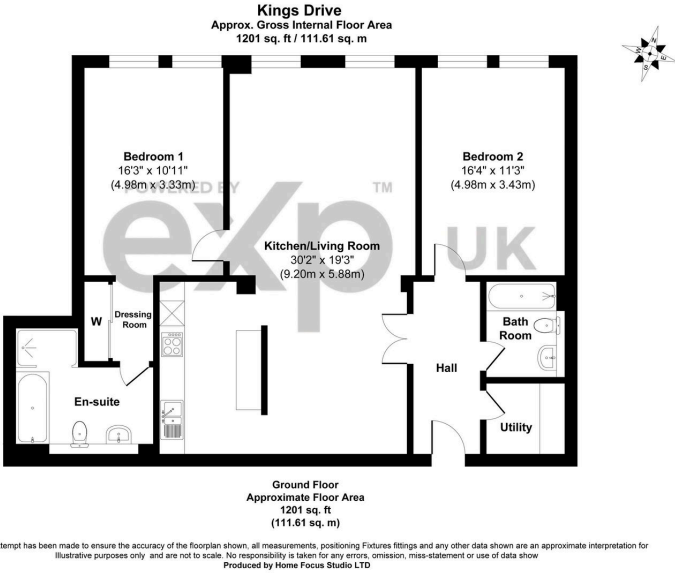 Kings Drive
Approx. Gross Internal Floor Area
1201 sq. ft / 111.61 sq. m
N
E
S
W
Bedroom 1
16'3" x 10'11"
(4.98m x 3.33m)
Bedroom 2
16'4" x 11'3"
(4.98m x 3.43m)
POWERED BY
TM
exp UK
Kitchen/Living Room
30'2" x 19'3"
(9.20m x 5.88m)
W
Dressing
Room
Bath
Room
Hall
En-suite
Utility
Ground Floor
Approximate Floor Area
1201 sq. ft
(111.61 sq. m)
ttempt has been made to ensure the accuracy of the floorplan shown, all measurements, positioning Fixtures fittings and any other data shown are an approximate interpretation for
Illustrative purposes only and are not to scale. No responsibility is taken for any errors, omission, miss-statement or use of data show
Produced by Home Focus Studio LTD